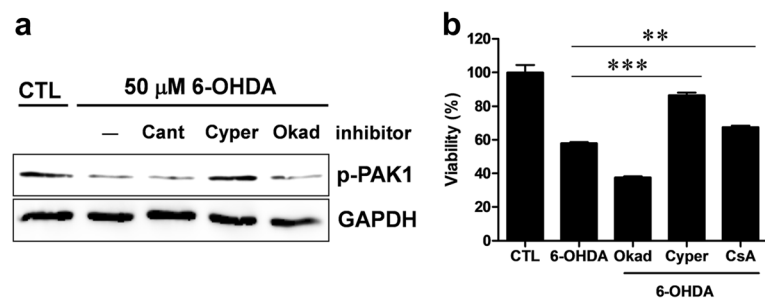 a
CTL 50 μM 6-OHDA
— Cant Cyper Okad inhibitor
p-PAK1
GAPDH
b
Viability (%)
120
100
80
60
40
20
0
**
***
CTL 6-OHDA Okad Cyper CsA
6-OHDA